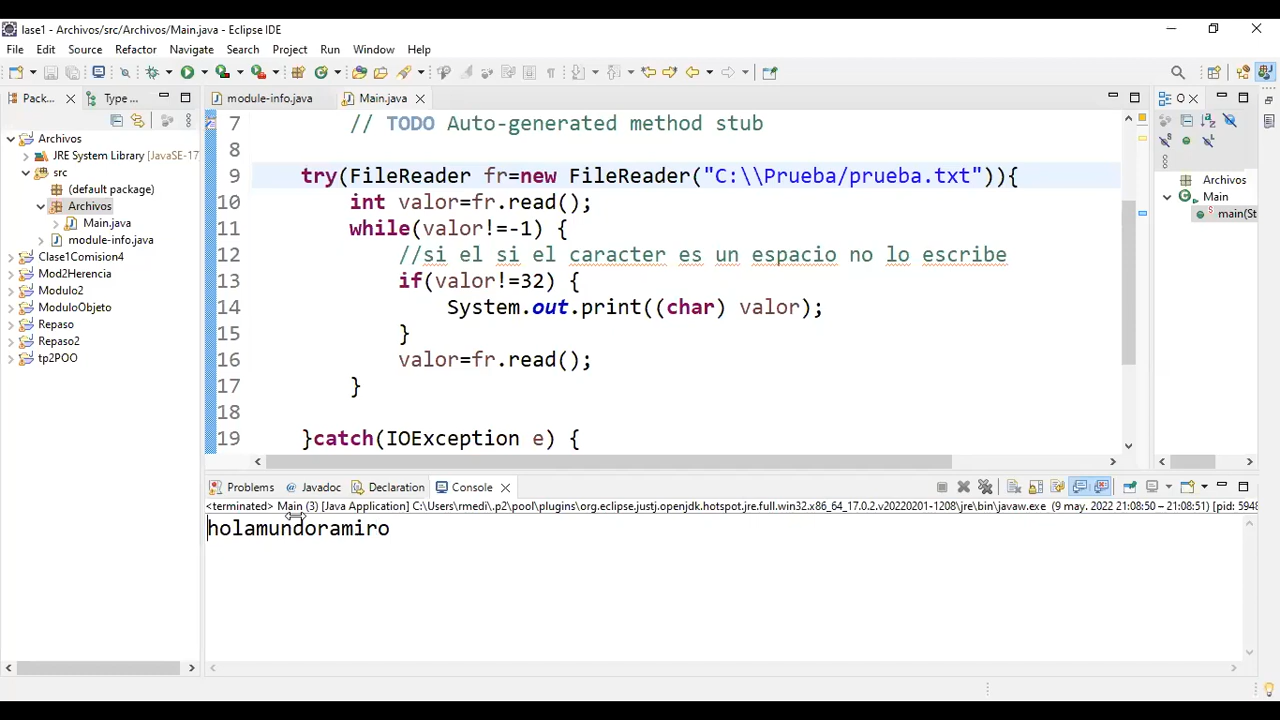 lase1 - Archivos/src/Archivos/Main.java - Eclipse IDE
File Edit Source Refactor Navigate Search Project Run Window Help
Pack... Type ...
module-info.java Main.java
Archivos
JRE System Library [JavaSE-17
src
(default package)
Archivos
Main.java
module-info.java
Clase1Comision4
Mod2Herencia
Modulo2
ModuloObjeto
Repaso
Repaso2
tp2POO
7 // TODO Auto-generated method stub
8
9 try(FileReader fr=new FileReader("C:\\Prueba/prueba.txt")){
10 int valor=fr.read();
11 while(valor!=-1) {
12 //si el si el caracter es un espacio no lo escribe
13 if(valor!=32) {
14 System.out.print((char) valor);
15 }
16 valor=fr.read();
17 }
18
19 }catch(IOException e) {
O
Archivos
Main
main(St
Problems @ Javadoc Declaration Console
<terminated> Main (3) [Java Application] C:\Users\rmedi\.p2\pool\plugins\org.eclipse.justj.openjdk.hotspot.jre.full.win32.x86_64_17.0.2.v20220201-1208\jre\bin\javaw.exe (9 may. 2022 21:08:50 – 21:08:51) [pid: 5948
holamundoramiro